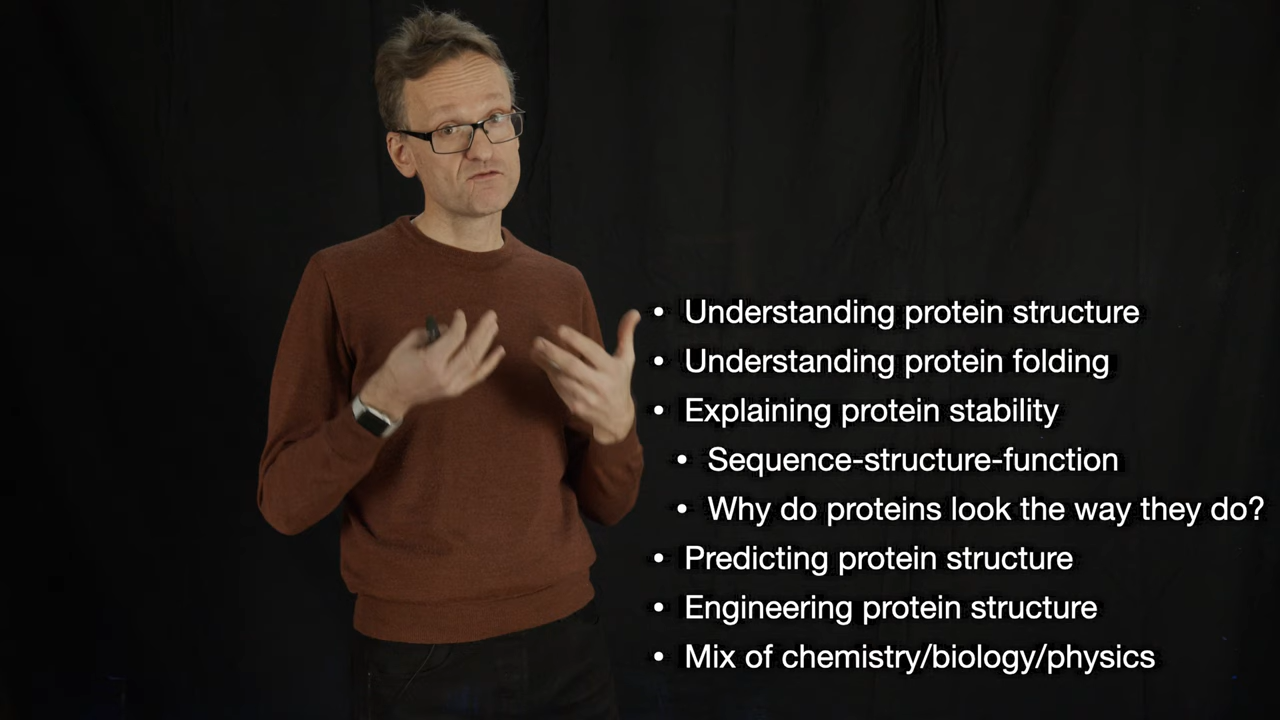 • Understanding protein structure
• Understanding protein folding
• Explaining protein stability
• Sequence-structure-function
• Why do proteins look the way they do?
• Predicting protein structure
• Engineering protein structure
• Mix of chemistry/biology/physics